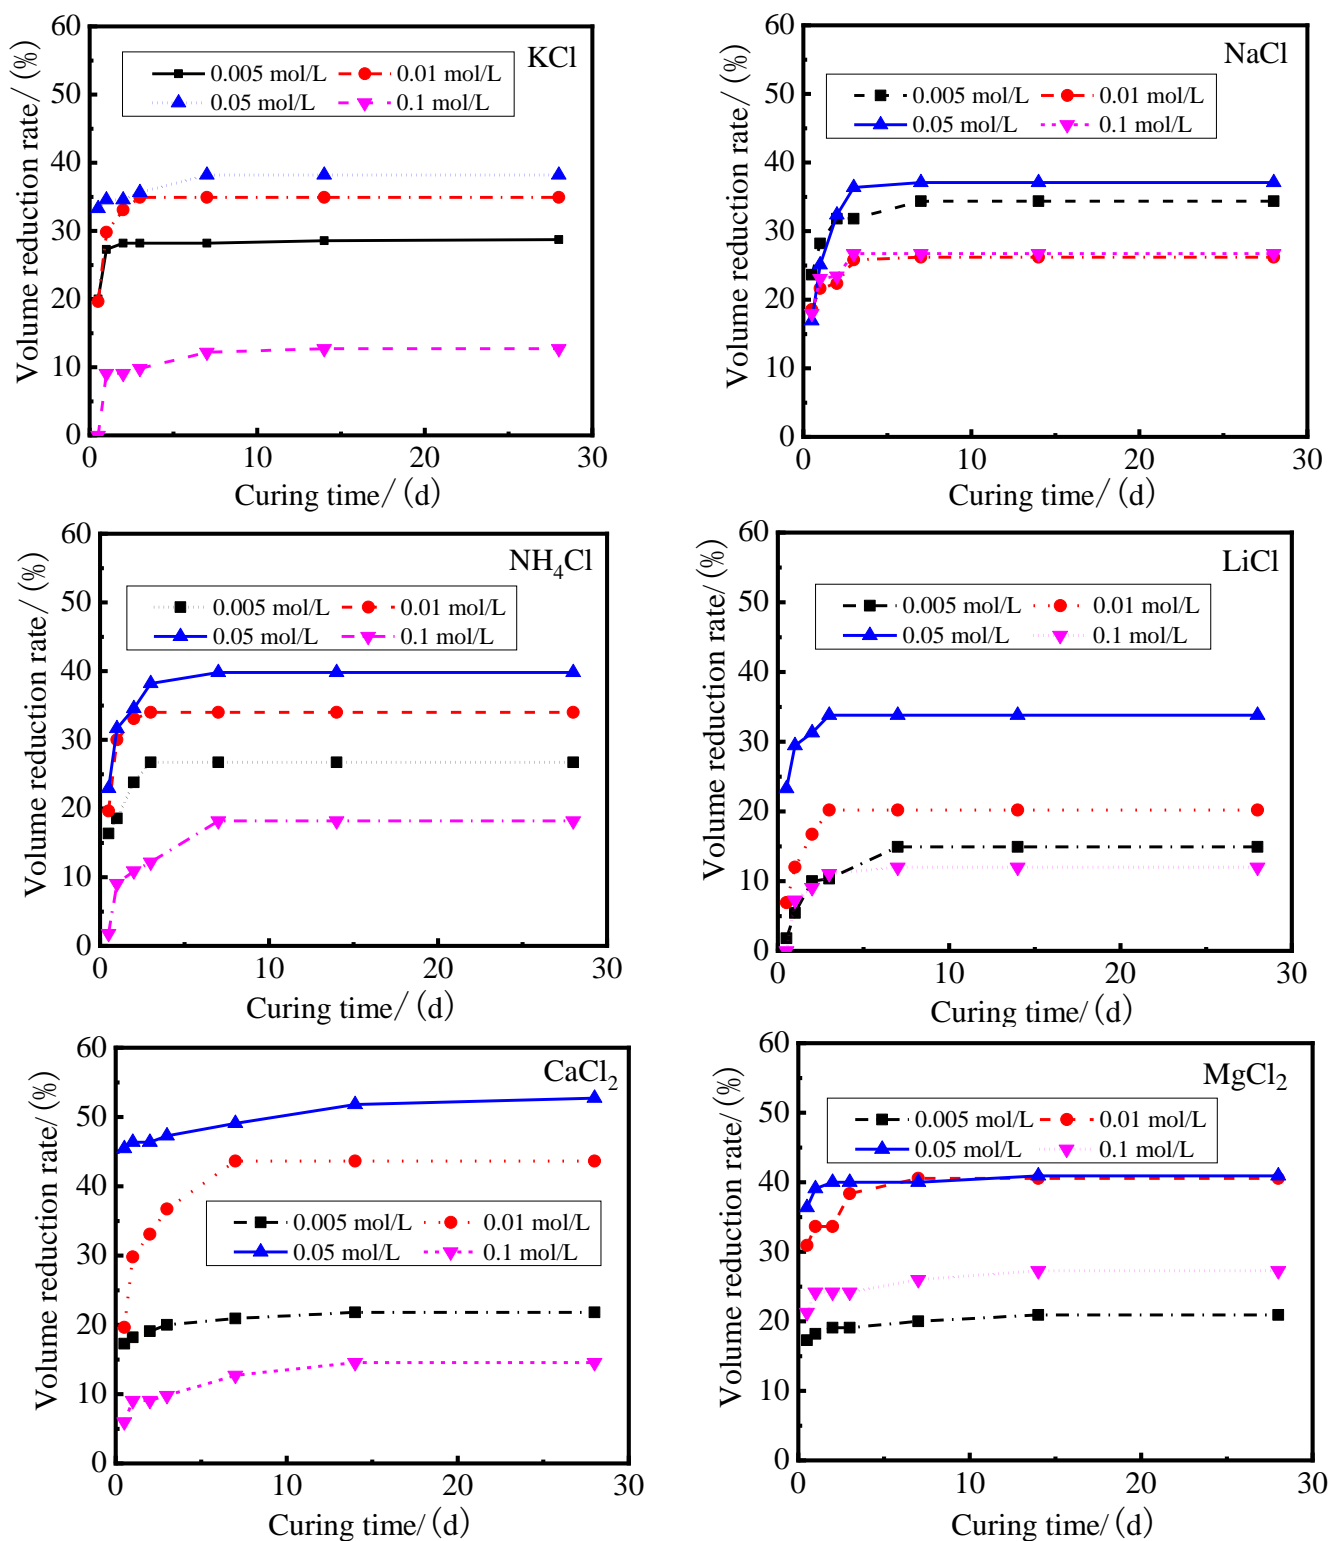 KCl
0.005 mol/L 0.01 mol/L
0.05 mol/L 0.1 mol/L
60
50
40
30
20
10
0
Volume reduction rate/ (%)
0 10 20 30
Curing time/ (d)
NaCl
0.005 mol/L 0.01 mol/L
0.05 mol/L 0.1 mol/L
60
50
40
30
20
10
0
Volume reduction rate/ (%)
0 10 20 30
Curing time/ (d)
NH4Cl
0.005 mol/L 0.01 mol/L
0.05 mol/L 0.1 mol/L
60
50
40
30
20
10
0
Volume reduction rate/ (%)
0 10 20 30
Curing time/ (d)
LiCl
0.005 mol/L 0.01 mol/L
0.05 mol/L 0.1 mol/L
60
50
40
30
20
10
0
Volume reduction rate/ (%)
0 10 20 30
Curing time/ (d)
CaCl2
0.005 mol/L 0.01 mol/L
0.05 mol/L 0.1 mol/L
60
50
40
30
20
10
0
Volume reduction rate/ (%)
0 10 20 30
Curing time/ (d)
MgCl2
0.005 mol/L 0.01 mol/L
0.05 mol/L 0.1 mol/L
60
50
40
30
20
10
0
Volume reduction rate/ (%)
0 10 20 30
Curing time/ (d)